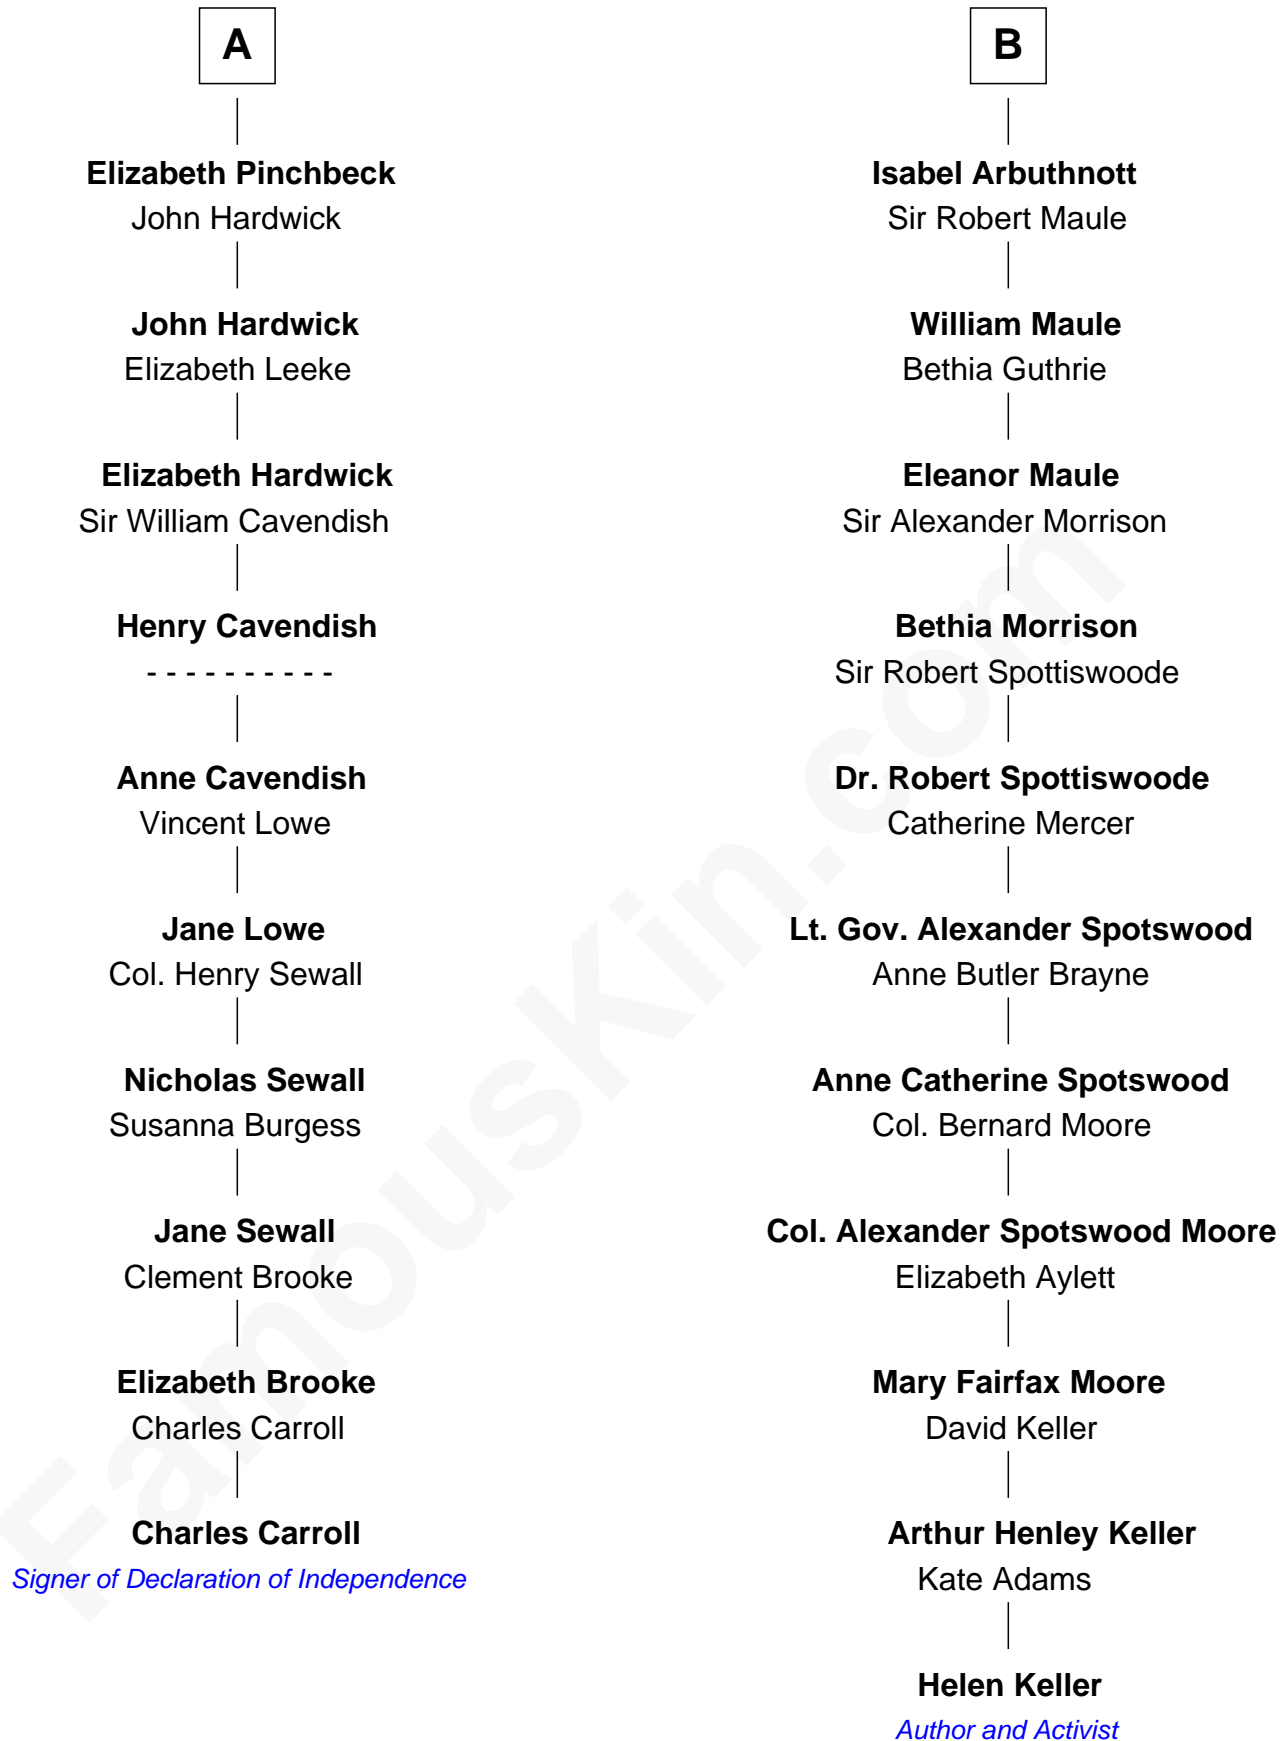 A
Elizabeth Pinchbeck
John Hardwick
John Hardwick
Elizabeth Leeke
Elizabeth Hardwick
Sir William Cavendish
Henry Cavendish
- - - - - - - - - -
Anne Cavendish
Vincent Lowe
Jane Lowe
Col. Henry Sewall
Nicholas Sewall
Susanna Burgess
Jane Sewall
Clement Brooke
Elizabeth Brooke
Charles Carroll
Charles Carroll
Signer of Declaration of Independence
B
Isabel Arbuthnott
Sir Robert Maule
William Maule
Bethia Guthrie
Eleanor Maule
Sir Alexander Morrison
Bethia Morrison
Sir Robert Spottiswoode
Dr. Robert Spottiswoode
Catherine Mercer
Lt. Gov. Alexander Spotswood
Anne Butler Brayne
Anne Catherine Spotswood
Col. Bernard Moore
Col. Alexander Spotswood Moore
Elizabeth Aylett
Mary Fairfax Moore
David Keller
Arthur Henley Keller
Kate Adams
Helen Keller
Author and Activist
FamousKin.com